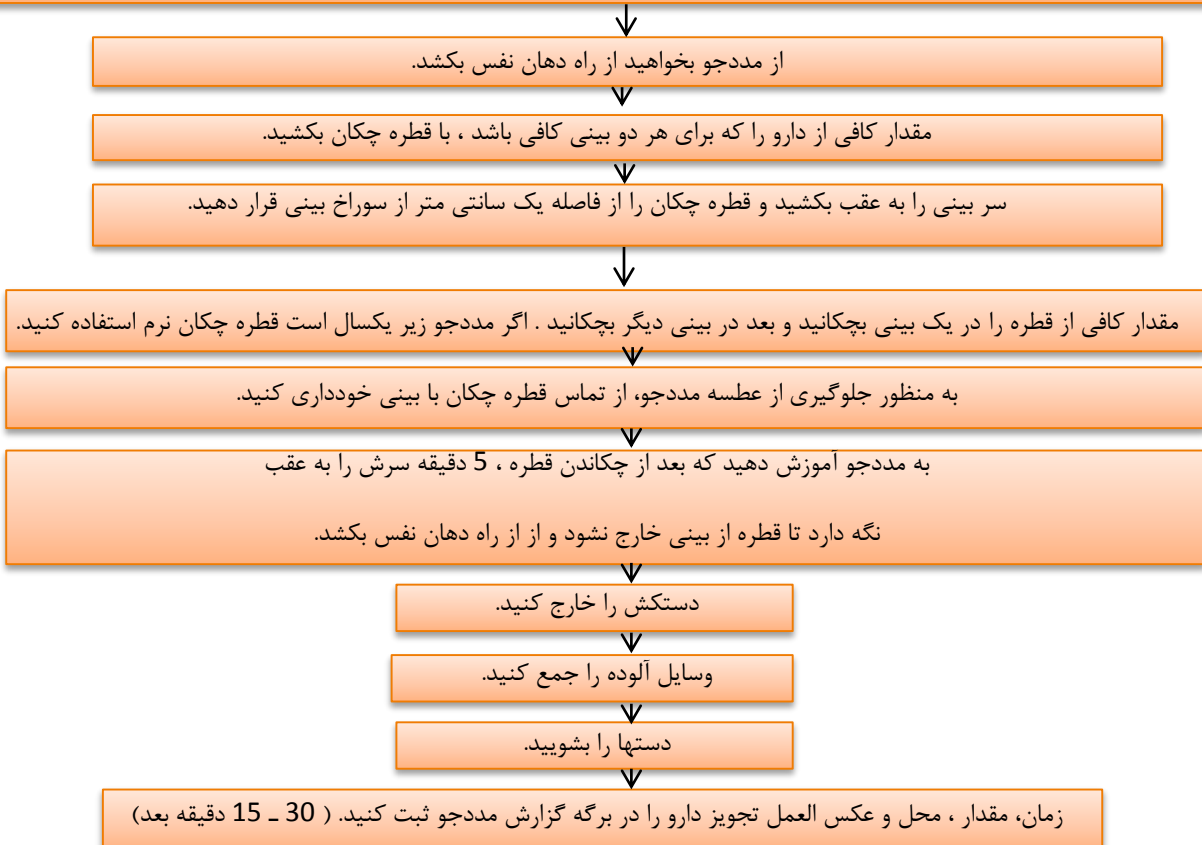 از مددجو بخواهید از راه دهان نفس بکشد.
مقدار کافی از دارو را که برای هر دو بینی کافی باشد ، با قطره چکان بکشید.
سر بینی را به عقب بکشید و قطره چکان را از فاصله یک سانتی متر از سوراخ بینی قرار دهید.
مقدار کافی از قطره را در یک بینی بچکانید و بعد در بینی دیگر بچکانید . اگر مددجو زیر یکسال است قطره چکان نرم استفاده کنید.
به منظور جلوگیری از عطسه مددجو، از تماس قطره چکان با بینی خودداری کنید.
به مددجو آموزش دهید که بعد از چکاندن قطره ، 5 دقیقه سرش را به عقب
نگه دارد تا قطره از بینی خارج نشود و از از راه دهان نفس بکشد.
دستکش را خارج کنید.
وسایل آلوده را جمع کنید.
دستها را بشویید.
زمان، مقدار ، محل و عکس العمل تجویز دارو را در برگه گزارش مددجو ثبت کنید. ( 30 ـ 15 دقیقه بعد)